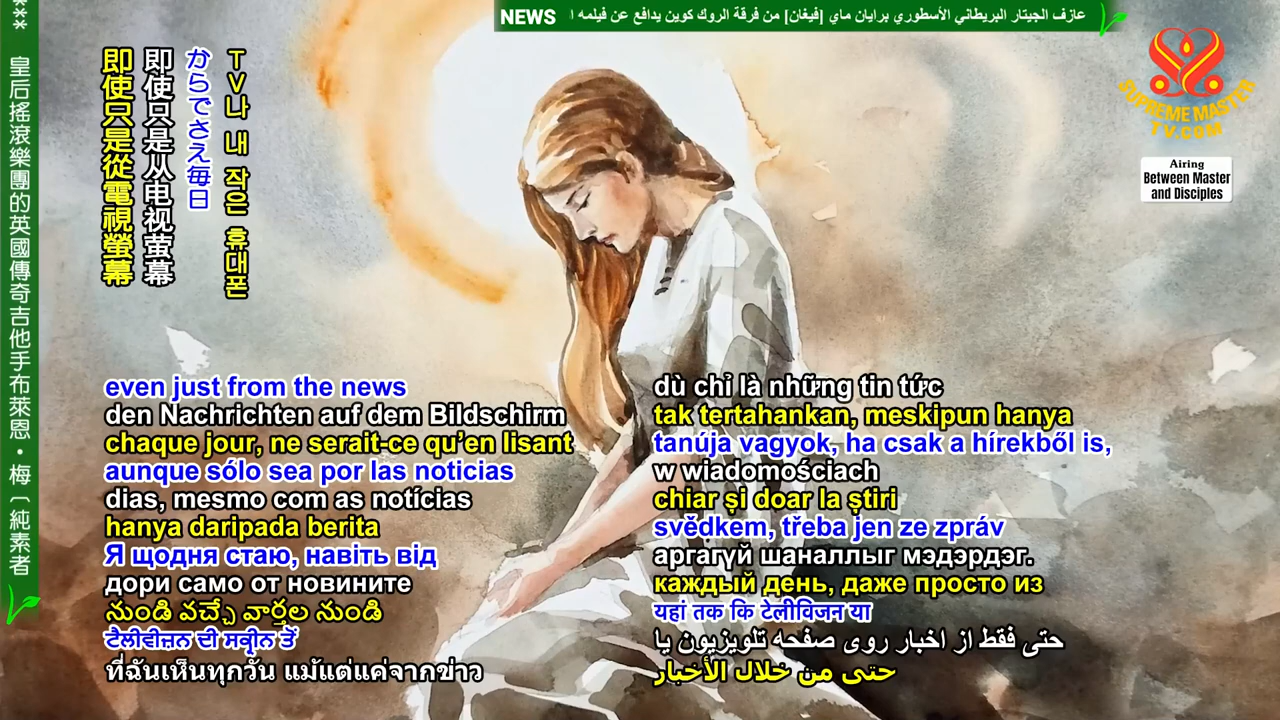 NEWS
عازف الجيتار البريطاني الأسطوري برايان ماي [فيغان] من فرقة الروك كوين يدافع عن فيلمه ا
*** 皇后搖滾樂團的英國傳奇吉他手布萊恩・梅〔純素者
TV나 내 작은 휴대폰
からでさえ毎日
即使只是从电视萤幕
即使只是從電視螢幕
SUPREME MASTER
TV.COM
Airing
Between Master
and Disciples
even just from the news
den Nachrichten auf dem Bildschirm
chaque jour, ne serait-ce qu’en lisant
aunque sólo sea por las noticias
dias, mesmo com as notícias
hanya daripada berita
Я щодня стаю, навіть від
дори само от новините
నుండి వచ్చే వార్తల నుండి
ਟੈਲੀਵੀਜ਼ਨ ਦੀ ਸਕ੍ਰੀਨ ਤੋਂ
ที่ฉันเห็นทุกวัน แม้แต่แค่จากข่าว
dù chỉ là những tin tức
tak tertahankan, meskipun hanya
tanúja vagyok, ha csak a hírekből is,
w wiadomościach
chiar și doar la știri
svědkem, třeba jen ze zpráv
аргагүй шаналлыг мэдэрдэг.
каждый день, даже просто из
यहां तक कि टेलीविजन या
حتی فقط از اخبار روی صفحه تلویزیون یا
حتى من خلال الأخبار